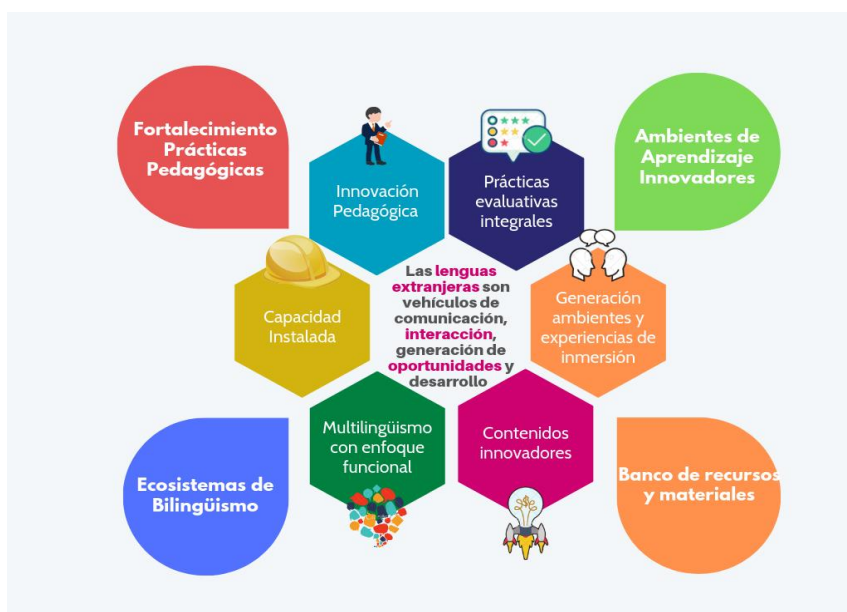 Fortalecimiento
Prácticas
Pedagógicas
Innovación
Pedagógica
Prácticas
evaluativas
integrales
Ambientes de
Aprendizaje
Innovadores
Capacidad
Instalada
Las lenguas
extranjeras son
vehículos de
comunicación,
interacción,
generación de
oportunidades y
desarrollo
Generación
ambientes y
experiencias de
inmersión
Ecosistemas de
Bilingüismo
Multilingüismo
con enfoque
funcional
Contenidos
innovadores
Banco de recursos
y materiales